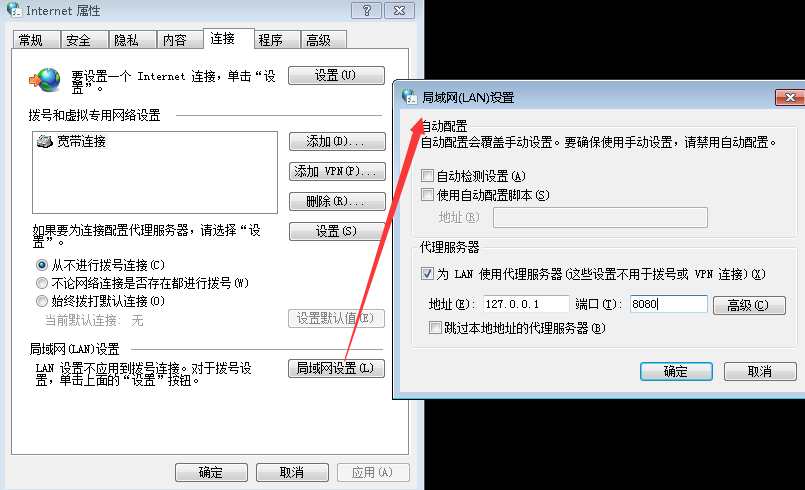 Internet 属性
常规
安全
隐私
内容
连接
程序
高级
要设置一个 Internet 连接，单击“设
置”。
设置(U)
拨号和虚拟专用网络设置
宽带连接
添加(D)...
添加 VPN(P)...
删除(R)...
如果要为连接配置代理服务器，请选择“设
置”。
设置(S)
从不进行拨号连接(C)
不论网络连接是否存在都进行拨号(W)
始终拨打默认连接(O)
当前默认连接: 无
设置默认值(E)
局域网(LAN)设置
LAN 设置不应用到拨号连接。对于拨号设
置，单击上面的“设置”按钮。
局域网设置(L)
确定
取消
应用(A)
局域网(LAN)设置
自动配置
自动配置会覆盖手动设置。要确保使用手动设置，请禁用自动配置。
自动检测设置(A)
使用自动配置脚本(S)
地址(R)
代理服务器
为 LAN 使用代理服务器(这些设置不用于拨号或 VPN 连接)(X)
地址(E): 127.0.0.1 端口(T): 8080 高级(C)
跳过本地地址的代理服务器(B)
确定
取消